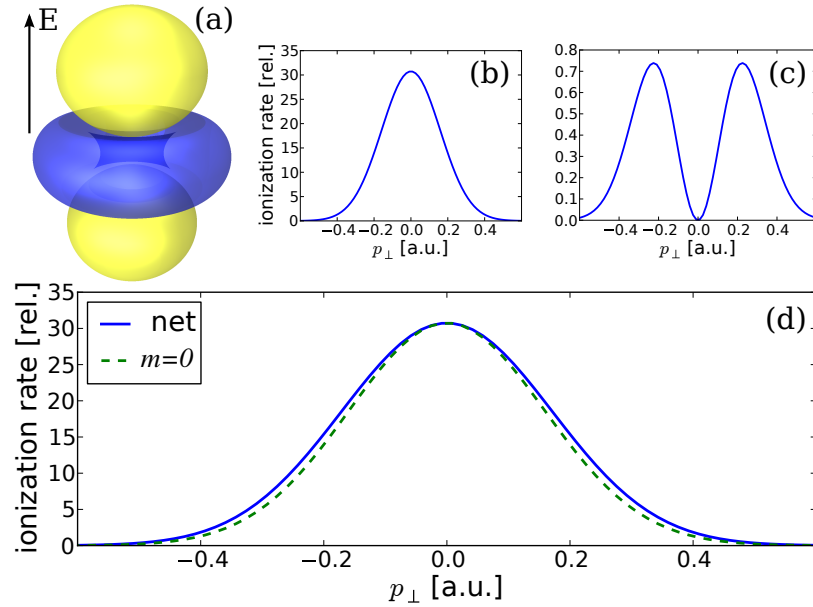 E
(a)
(b)
ionization rate [rel.]
35
30
25
20
15
10
5
0
−0.4 −0.2 0.0 0.2 0.4
p⊥ [a.u.]
(c)
0.8
0.7
0.6
0.5
0.4
0.3
0.2
0.1
0.0
−0.4 −0.2 0.0 0.2 0.4
p⊥ [a.u.]
(d)
net
m=0
ionization rate [rel.]
35
30
25
20
15
10
5
0
−0.4 −0.2 0.0 0.2 0.4
p⊥ [a.u.]